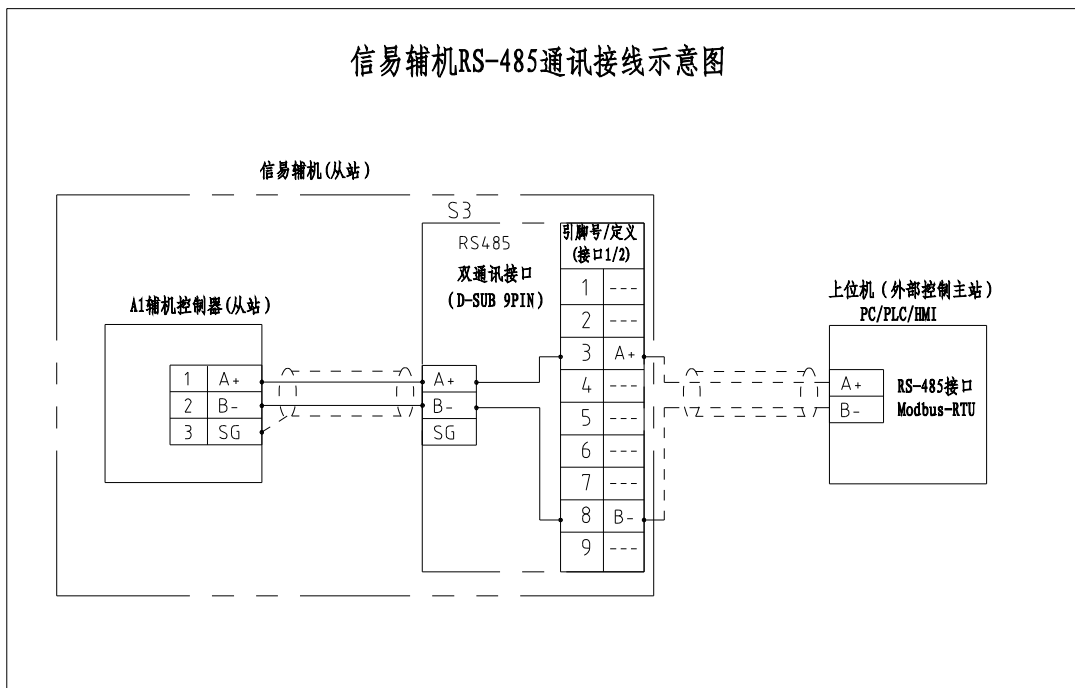 信易辅机RS-485通讯接线示意图
信易辅机(从站)
S3
RS485
双通讯接口
(D-SUB 9PIN)
引脚号/定义
(接口1/2)
1 ---
2 ---
3 A+
4 ---
5 ---
6 ---
7 ---
8 B-
9 ---
A1辅机控制器(从站)
1 A+
2 B-
3 SG
A+
B-
SG
上位机(外部控制主站)
PC/PLC/HMI
A+
B-
RS-485接口
Modbus-RTU